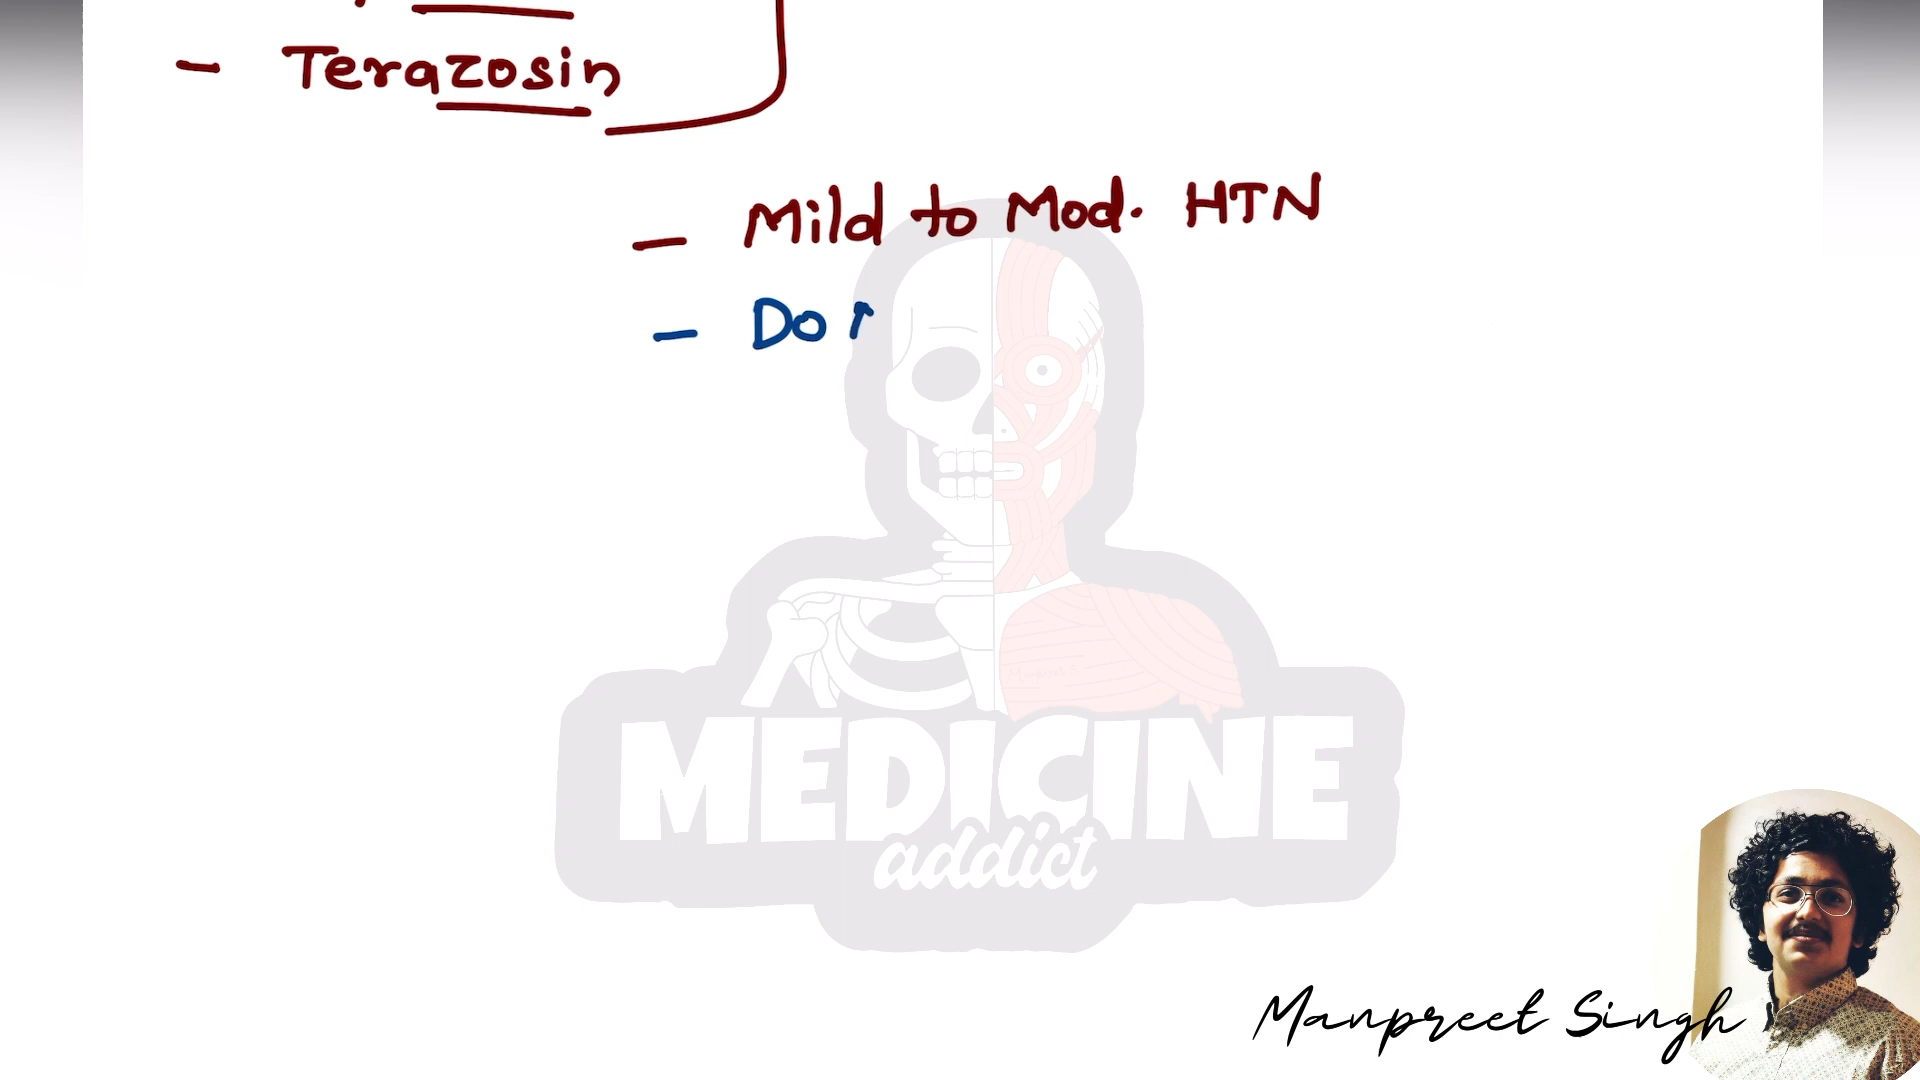 - Terazosin
- Mild to Mod. HTN
- Do
MEDICINE
addict
Manpreet Singh